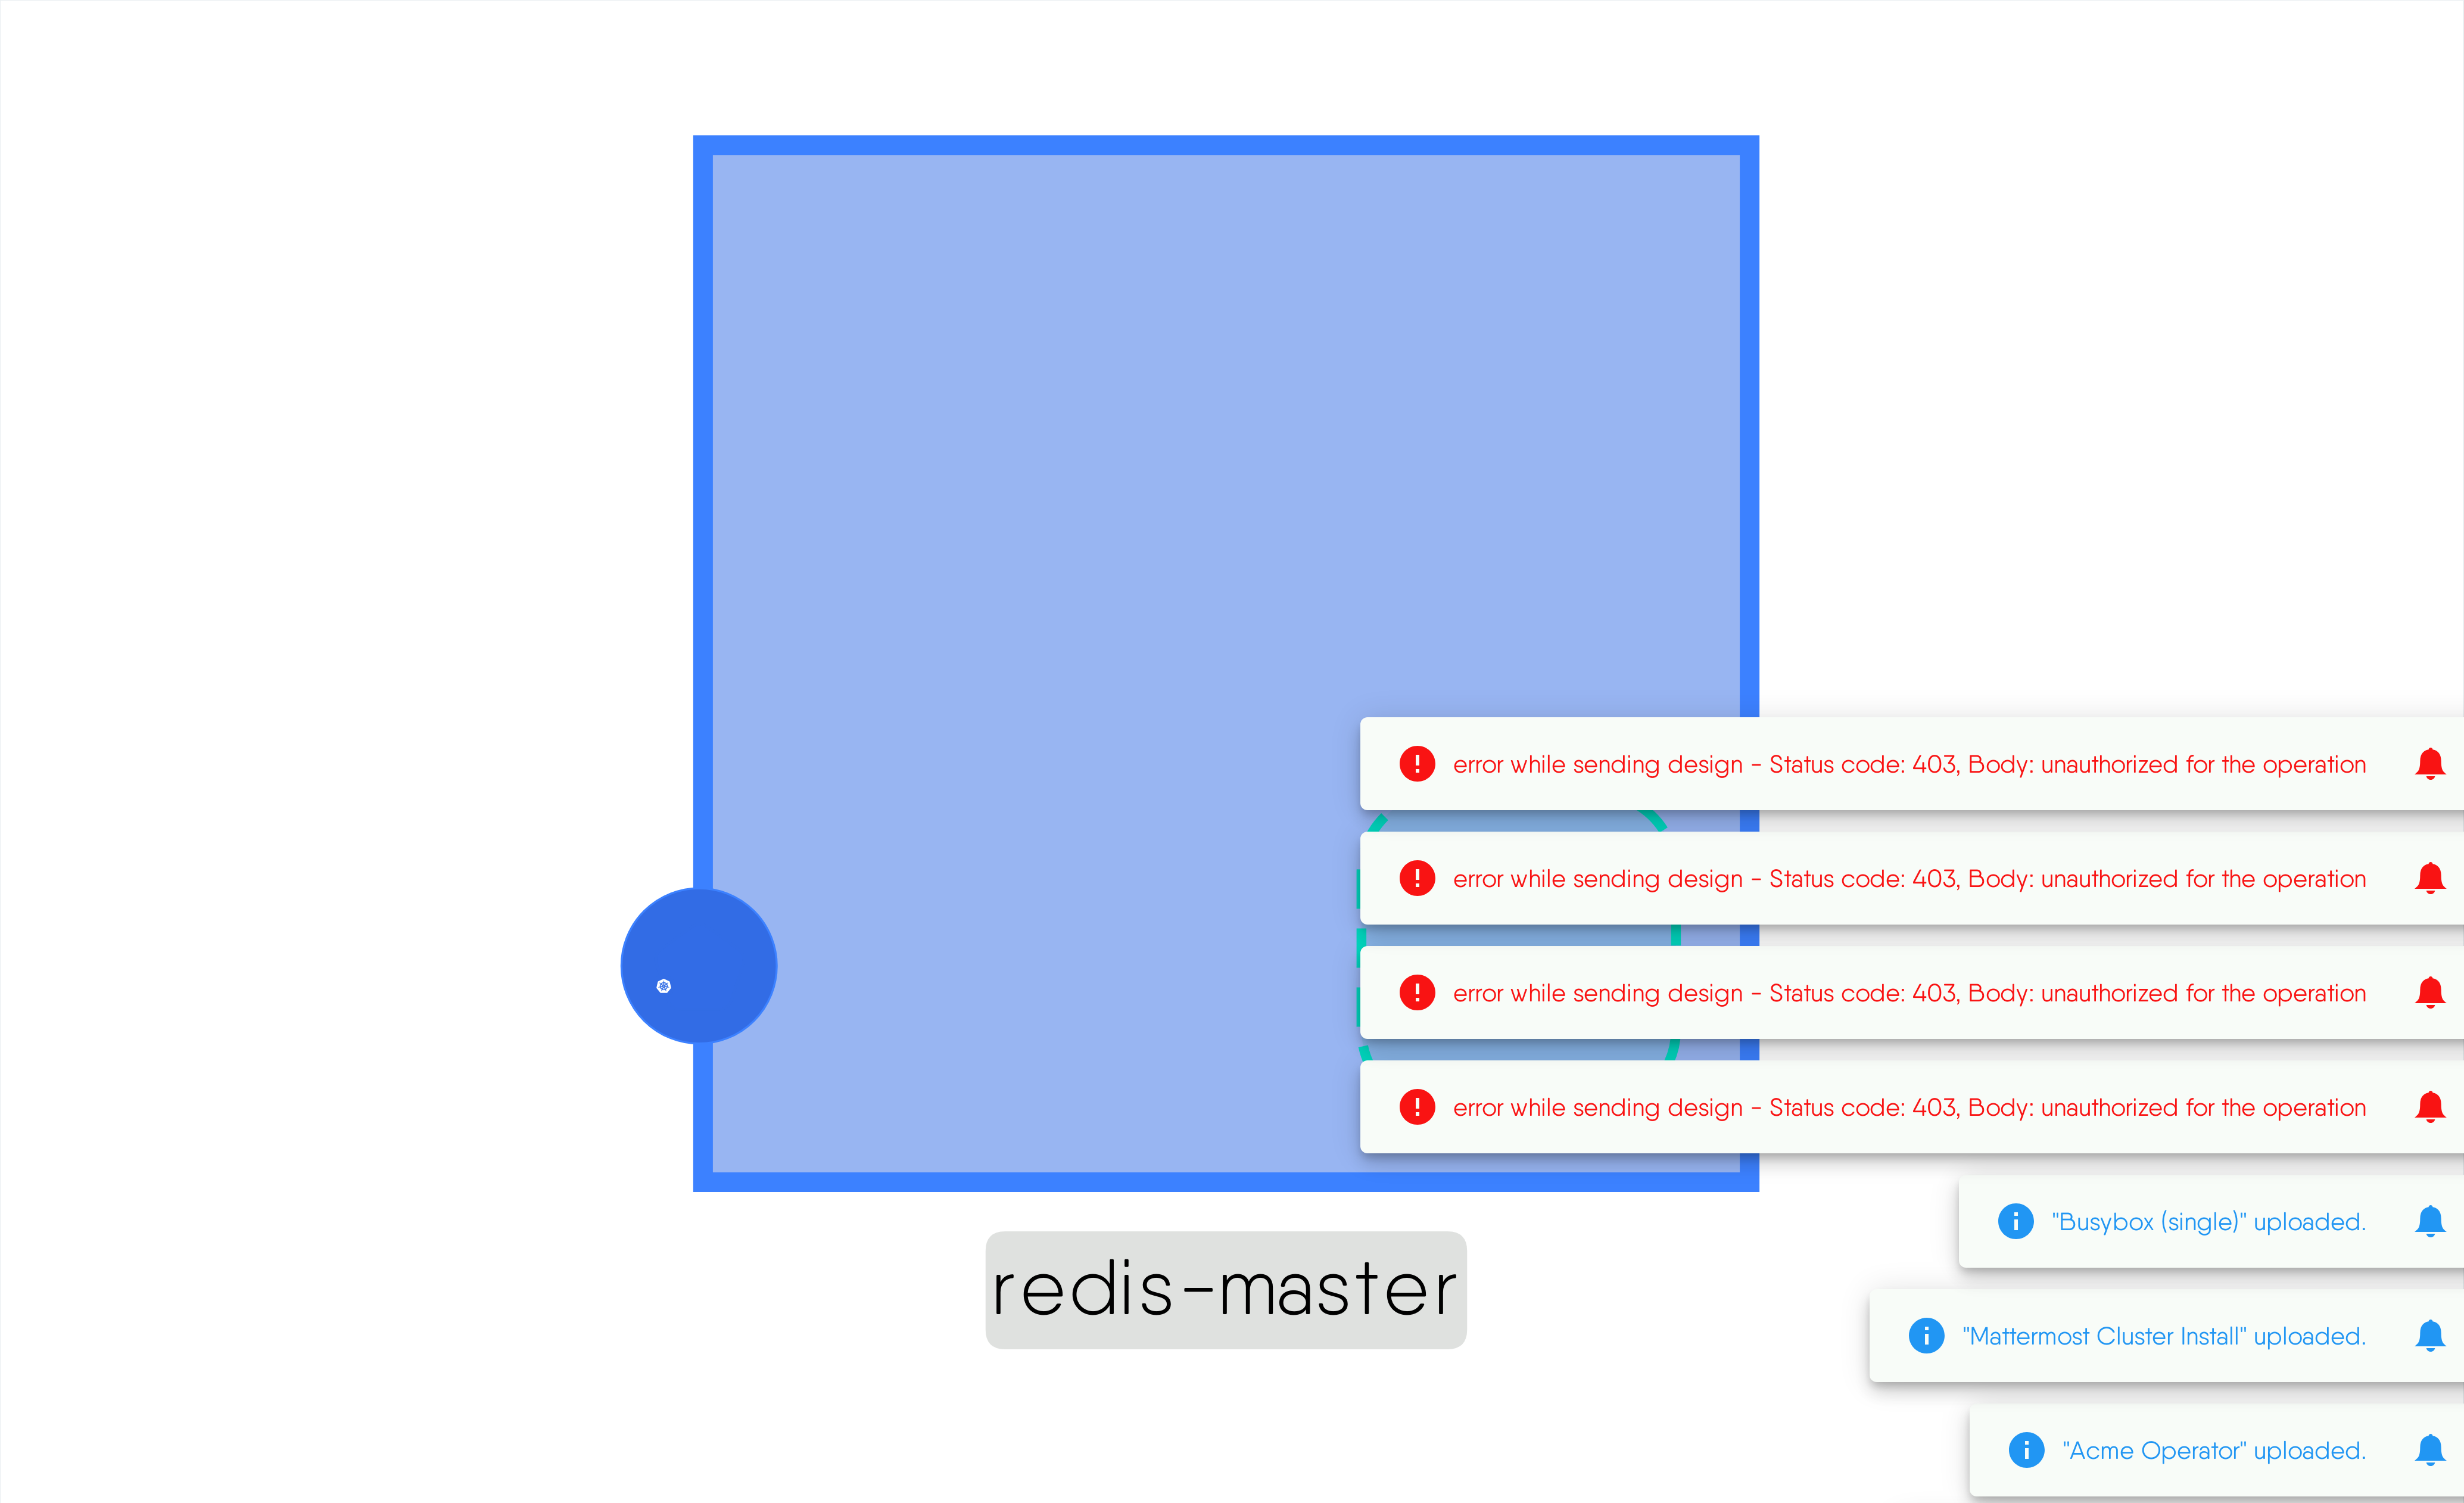 error while sending design - Status code: 403, Body: unauthorized for the operation
error while sending design - Status code: 403, Body: unauthorized for the operation
error while sending design - Status code: 403, Body: unauthorized for the operation
error while sending design - Status code: 403, Body: unauthorized for the operation
"Busybox (single)" uploaded.
redis-master
"Mattermost Cluster Install" uploaded.
"Acme Operator" uploaded.